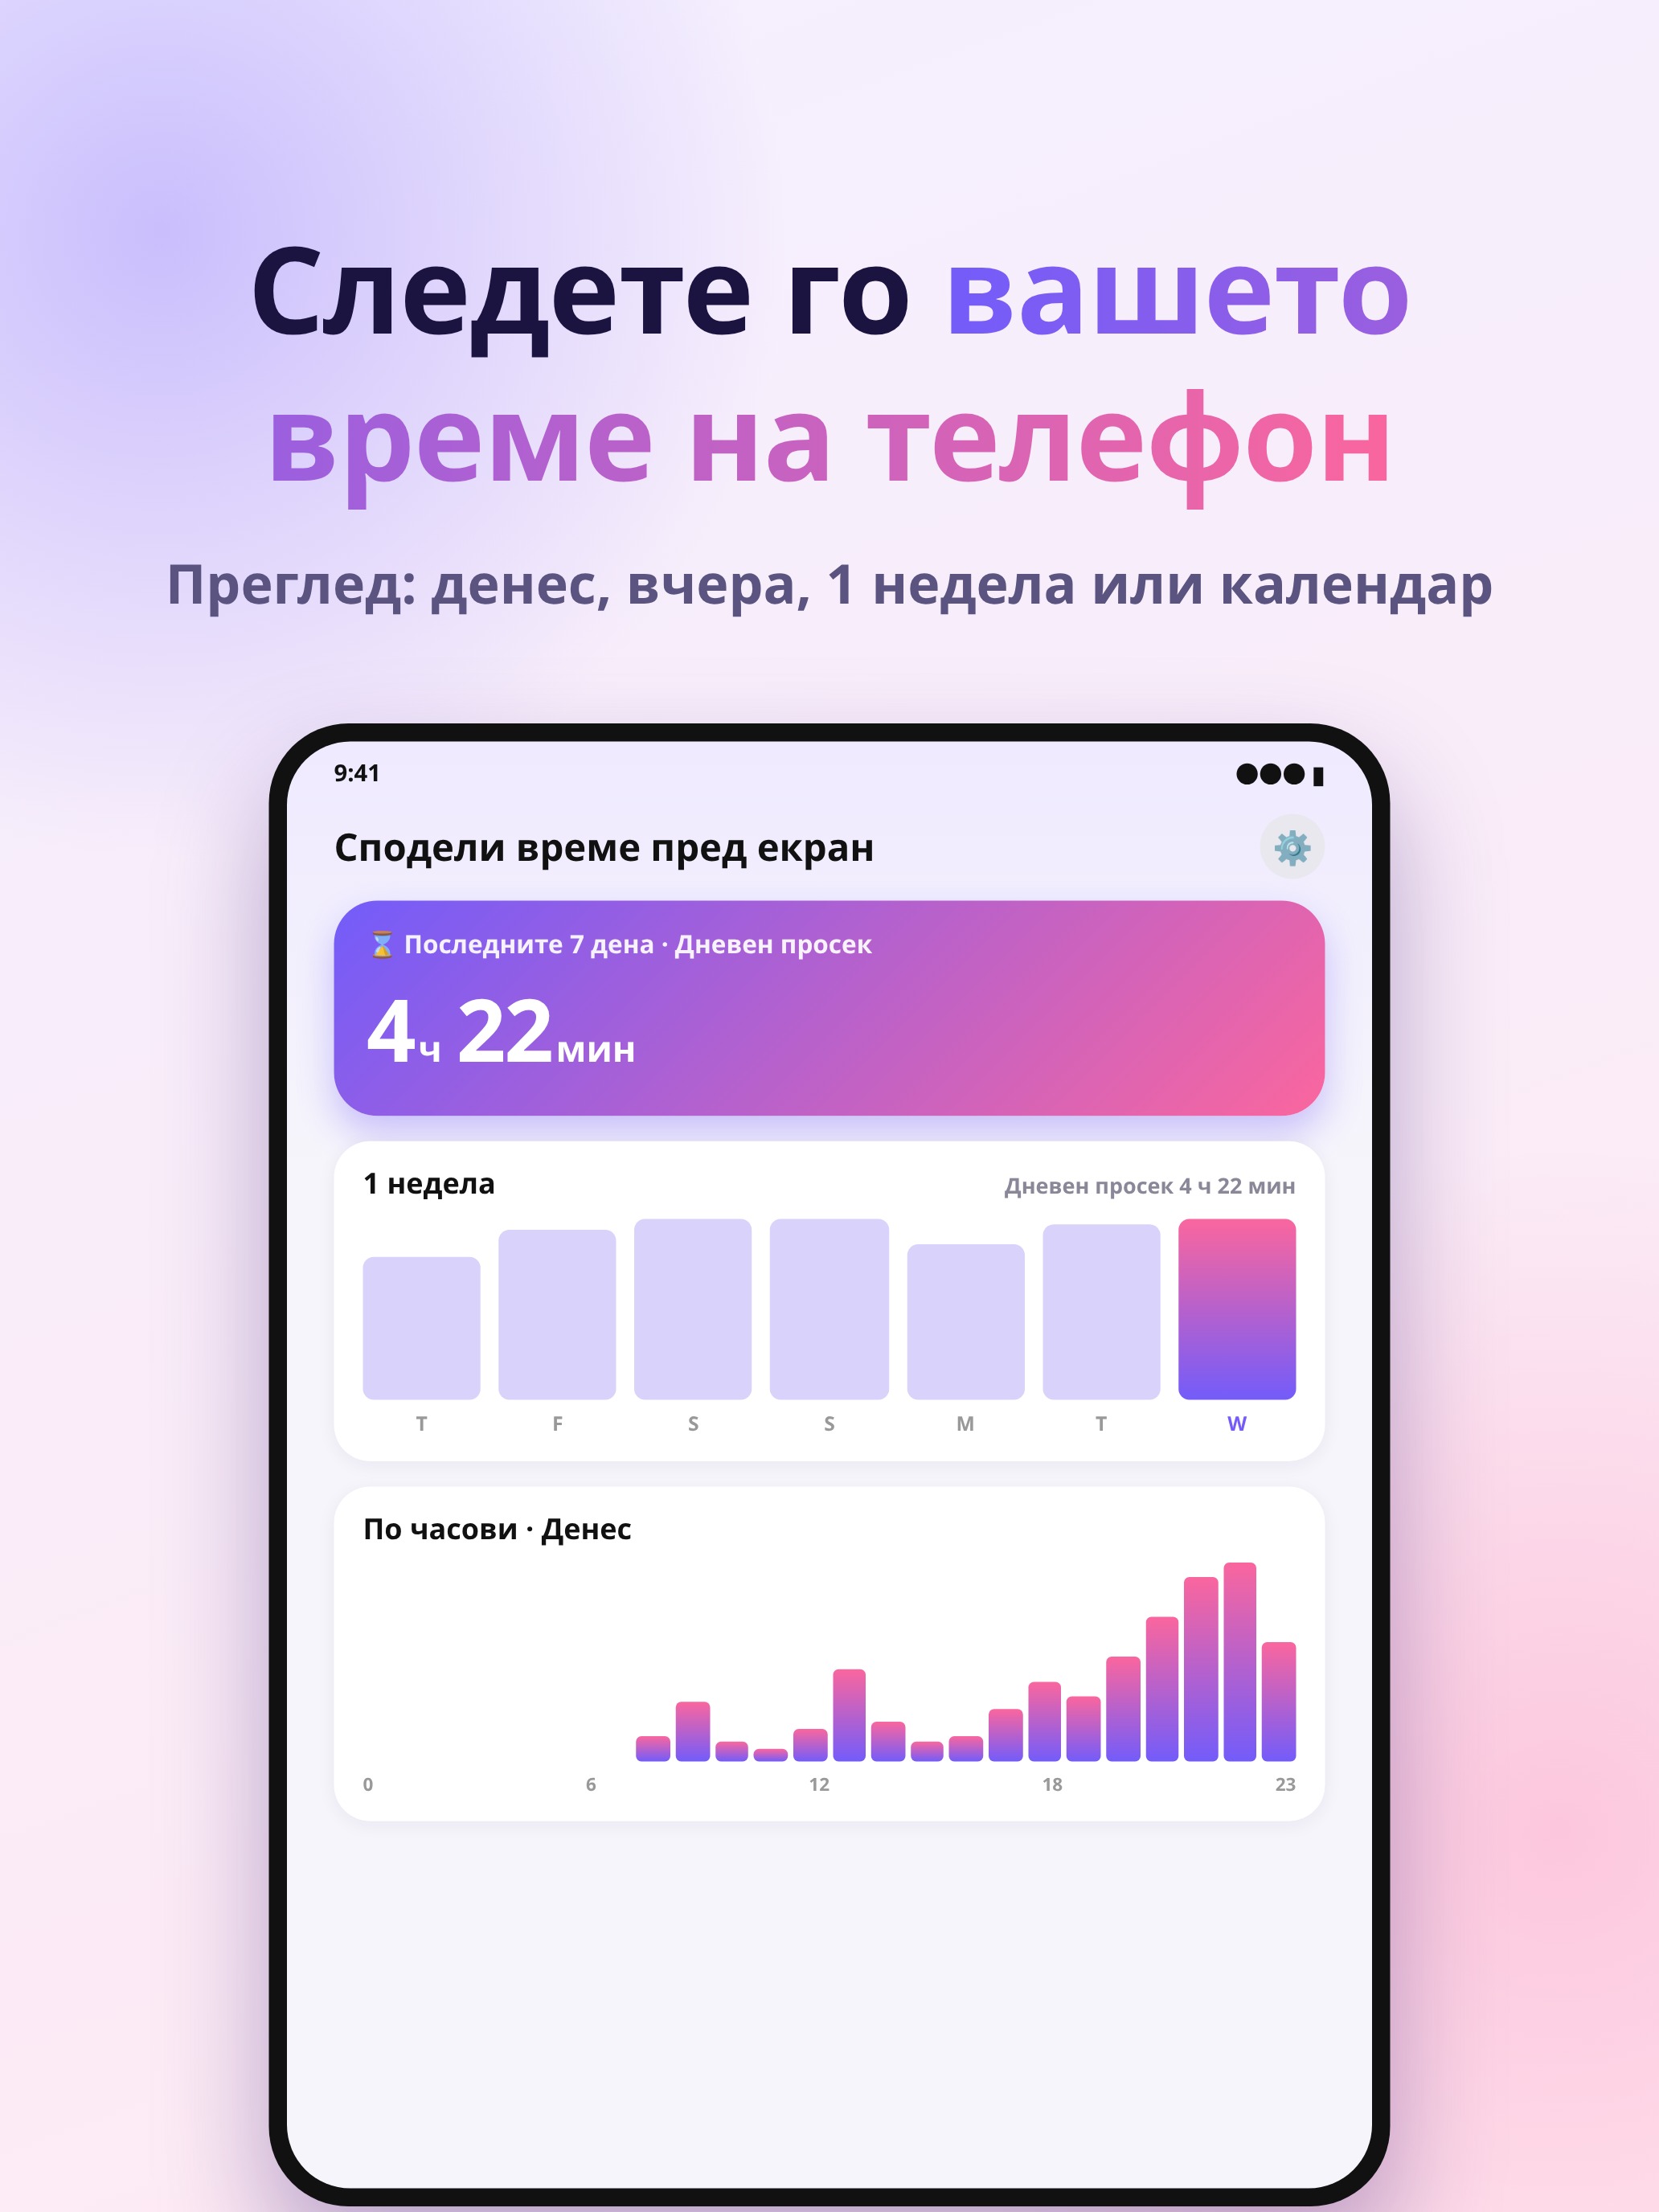 Следете го вашето
време на телефон
Преглед: денес, вчера, 1 недела или календар
9:41
Сподели време пред екран
Последните 7 дена · Дневен просек
4ч 22мин
1 недела
Дневен просек 4 ч 22 мин
T F S S M T W
По часови · Денес
0 6 12 18 23